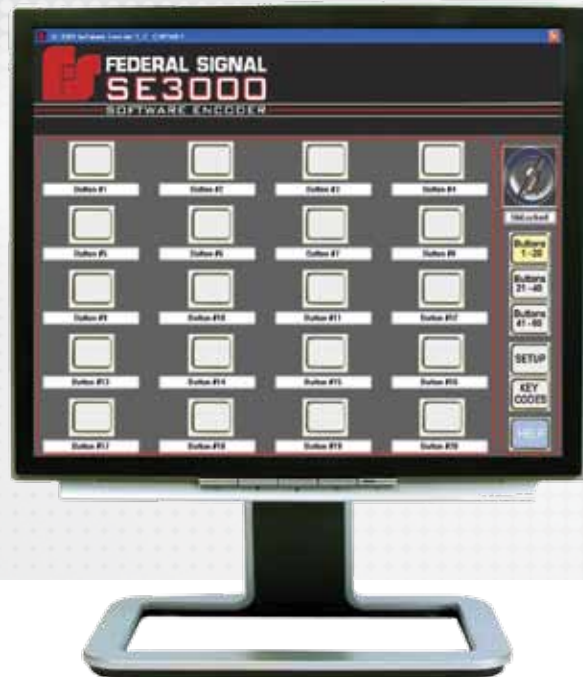 FEDERAL SIGNAL
SE3000
SOFTWARE ENCODER
Button #1
Button #2
Button #3
Button #4
UnLocked
Button #5
Button #6
Button #7
Button #8
Buttons
1 -20
Buttons
21 -40
Button #9
Button #10
Button #11
Button #12
Buttons
41 -60
Button #13
Button #14
Button #15
Button #16
SETUP
KEY
CODES
Button #17
Button #18
Button #19
Button #20
HELP